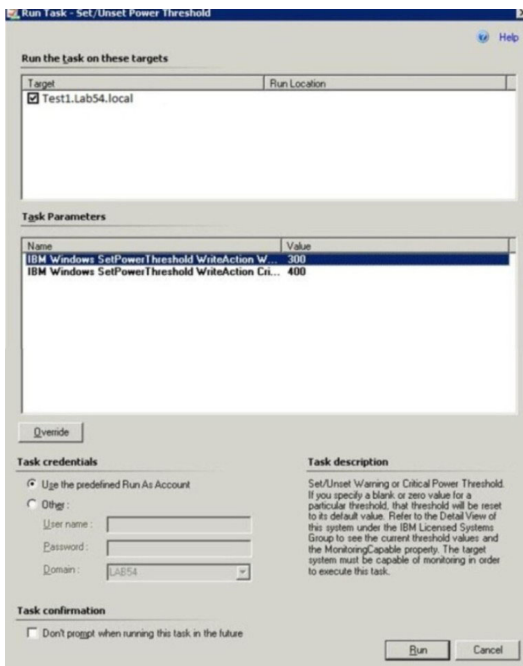 Run Task - Set/Unset Power Threshold
Help
Run the task on these targets
Target Run Location
Test1.Lab54.local
Task Parameters
Name Value
IBM Windows SetPowerThreshold WriteAction W... 300
IBM Windows SetPowerThreshold WriteAction Cri... 400
Override
Task credentials
Use the predefined Run As Account
Other :
User name :
Password :
Domain : LAB54
Task description
Set/Unset Warning or Critical Power Threshold.
If you specify a blank or zero value for a
particular threshold, that threshold will be reset
to its default value. Refer to the Detail View of
this system under the IBM Licensed Systems
Group to see the current threshold values and
the MonitoringCapable property. The target
system must be capable of monitoring in order
to execute this task.
Task confirmation
Don't prompt when running this task in the future
Run Cancel